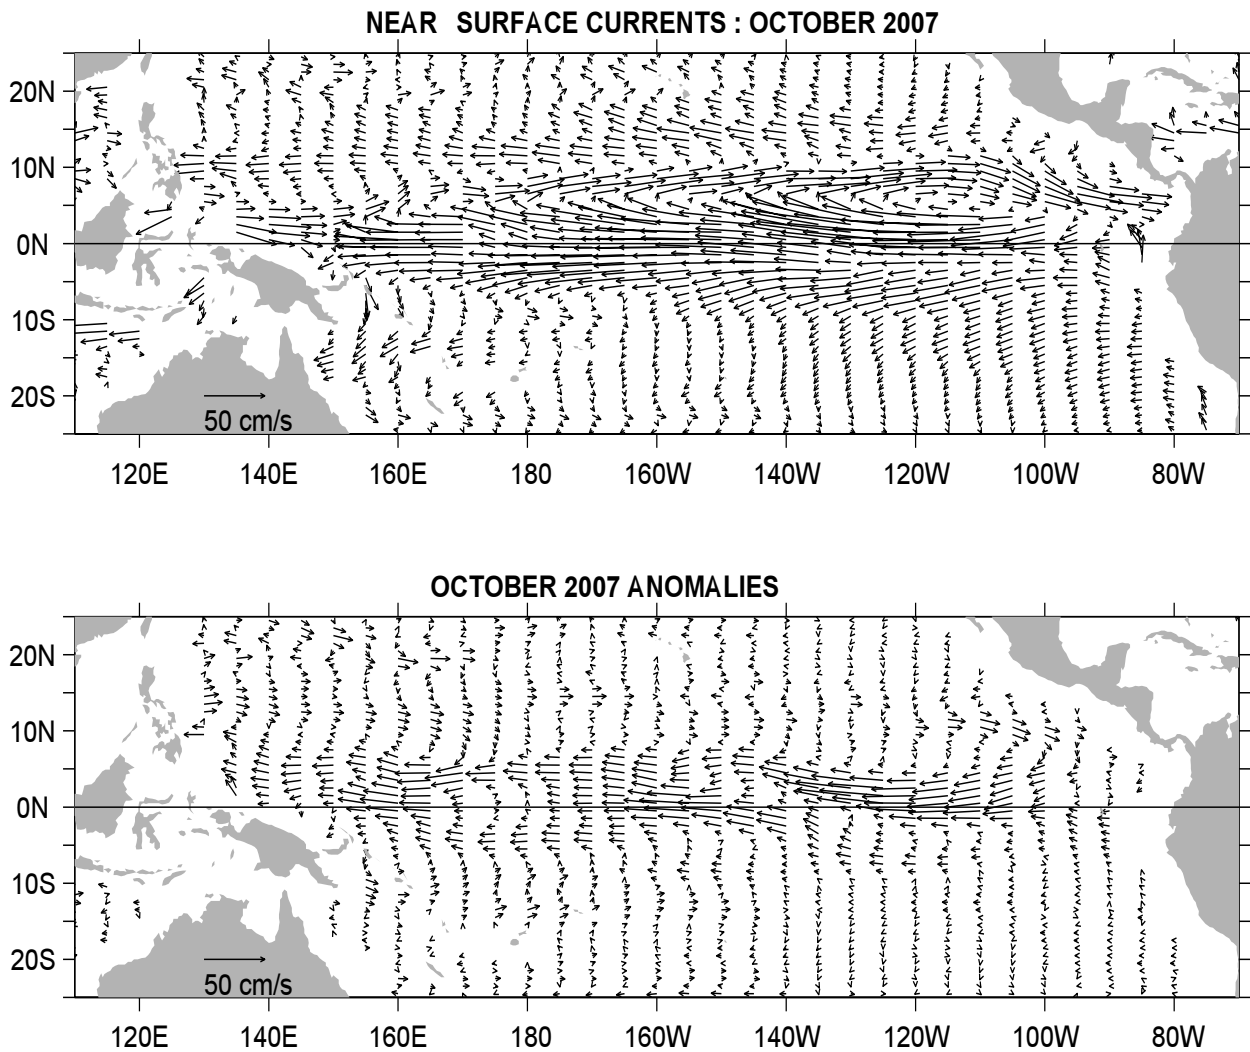 NEAR SURFACE CURRENTS : OCTOBER 2007
20N
10N
0N
10S
20S
50 cm/s
120E 140E 160E 180 160W 140W 120W 100W 80W
OCTOBER 2007 ANOMALIES
20N
10N
0N
10S
20S
50 cm/s
120E 140E 160E 180 160W 140W 120W 100W 80W